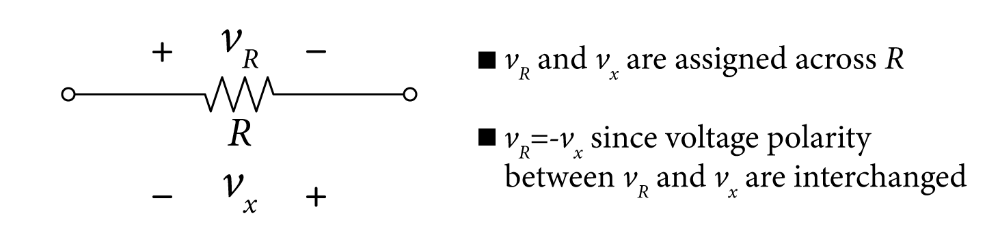 + v_R −
R
− v_x +
■ v_R and v_x are assigned across R
■ v_R=-v_x since voltage polarity
between v_R and v_x are interchanged